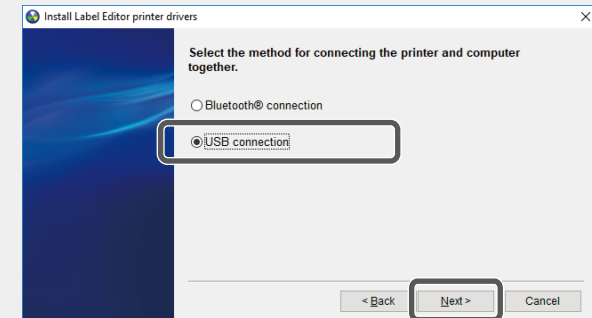 Install Label Editor printer drivers
Select the method for connecting the printer and computer
together.
Bluetooth® connection
USB connection
< Back Next > Cancel